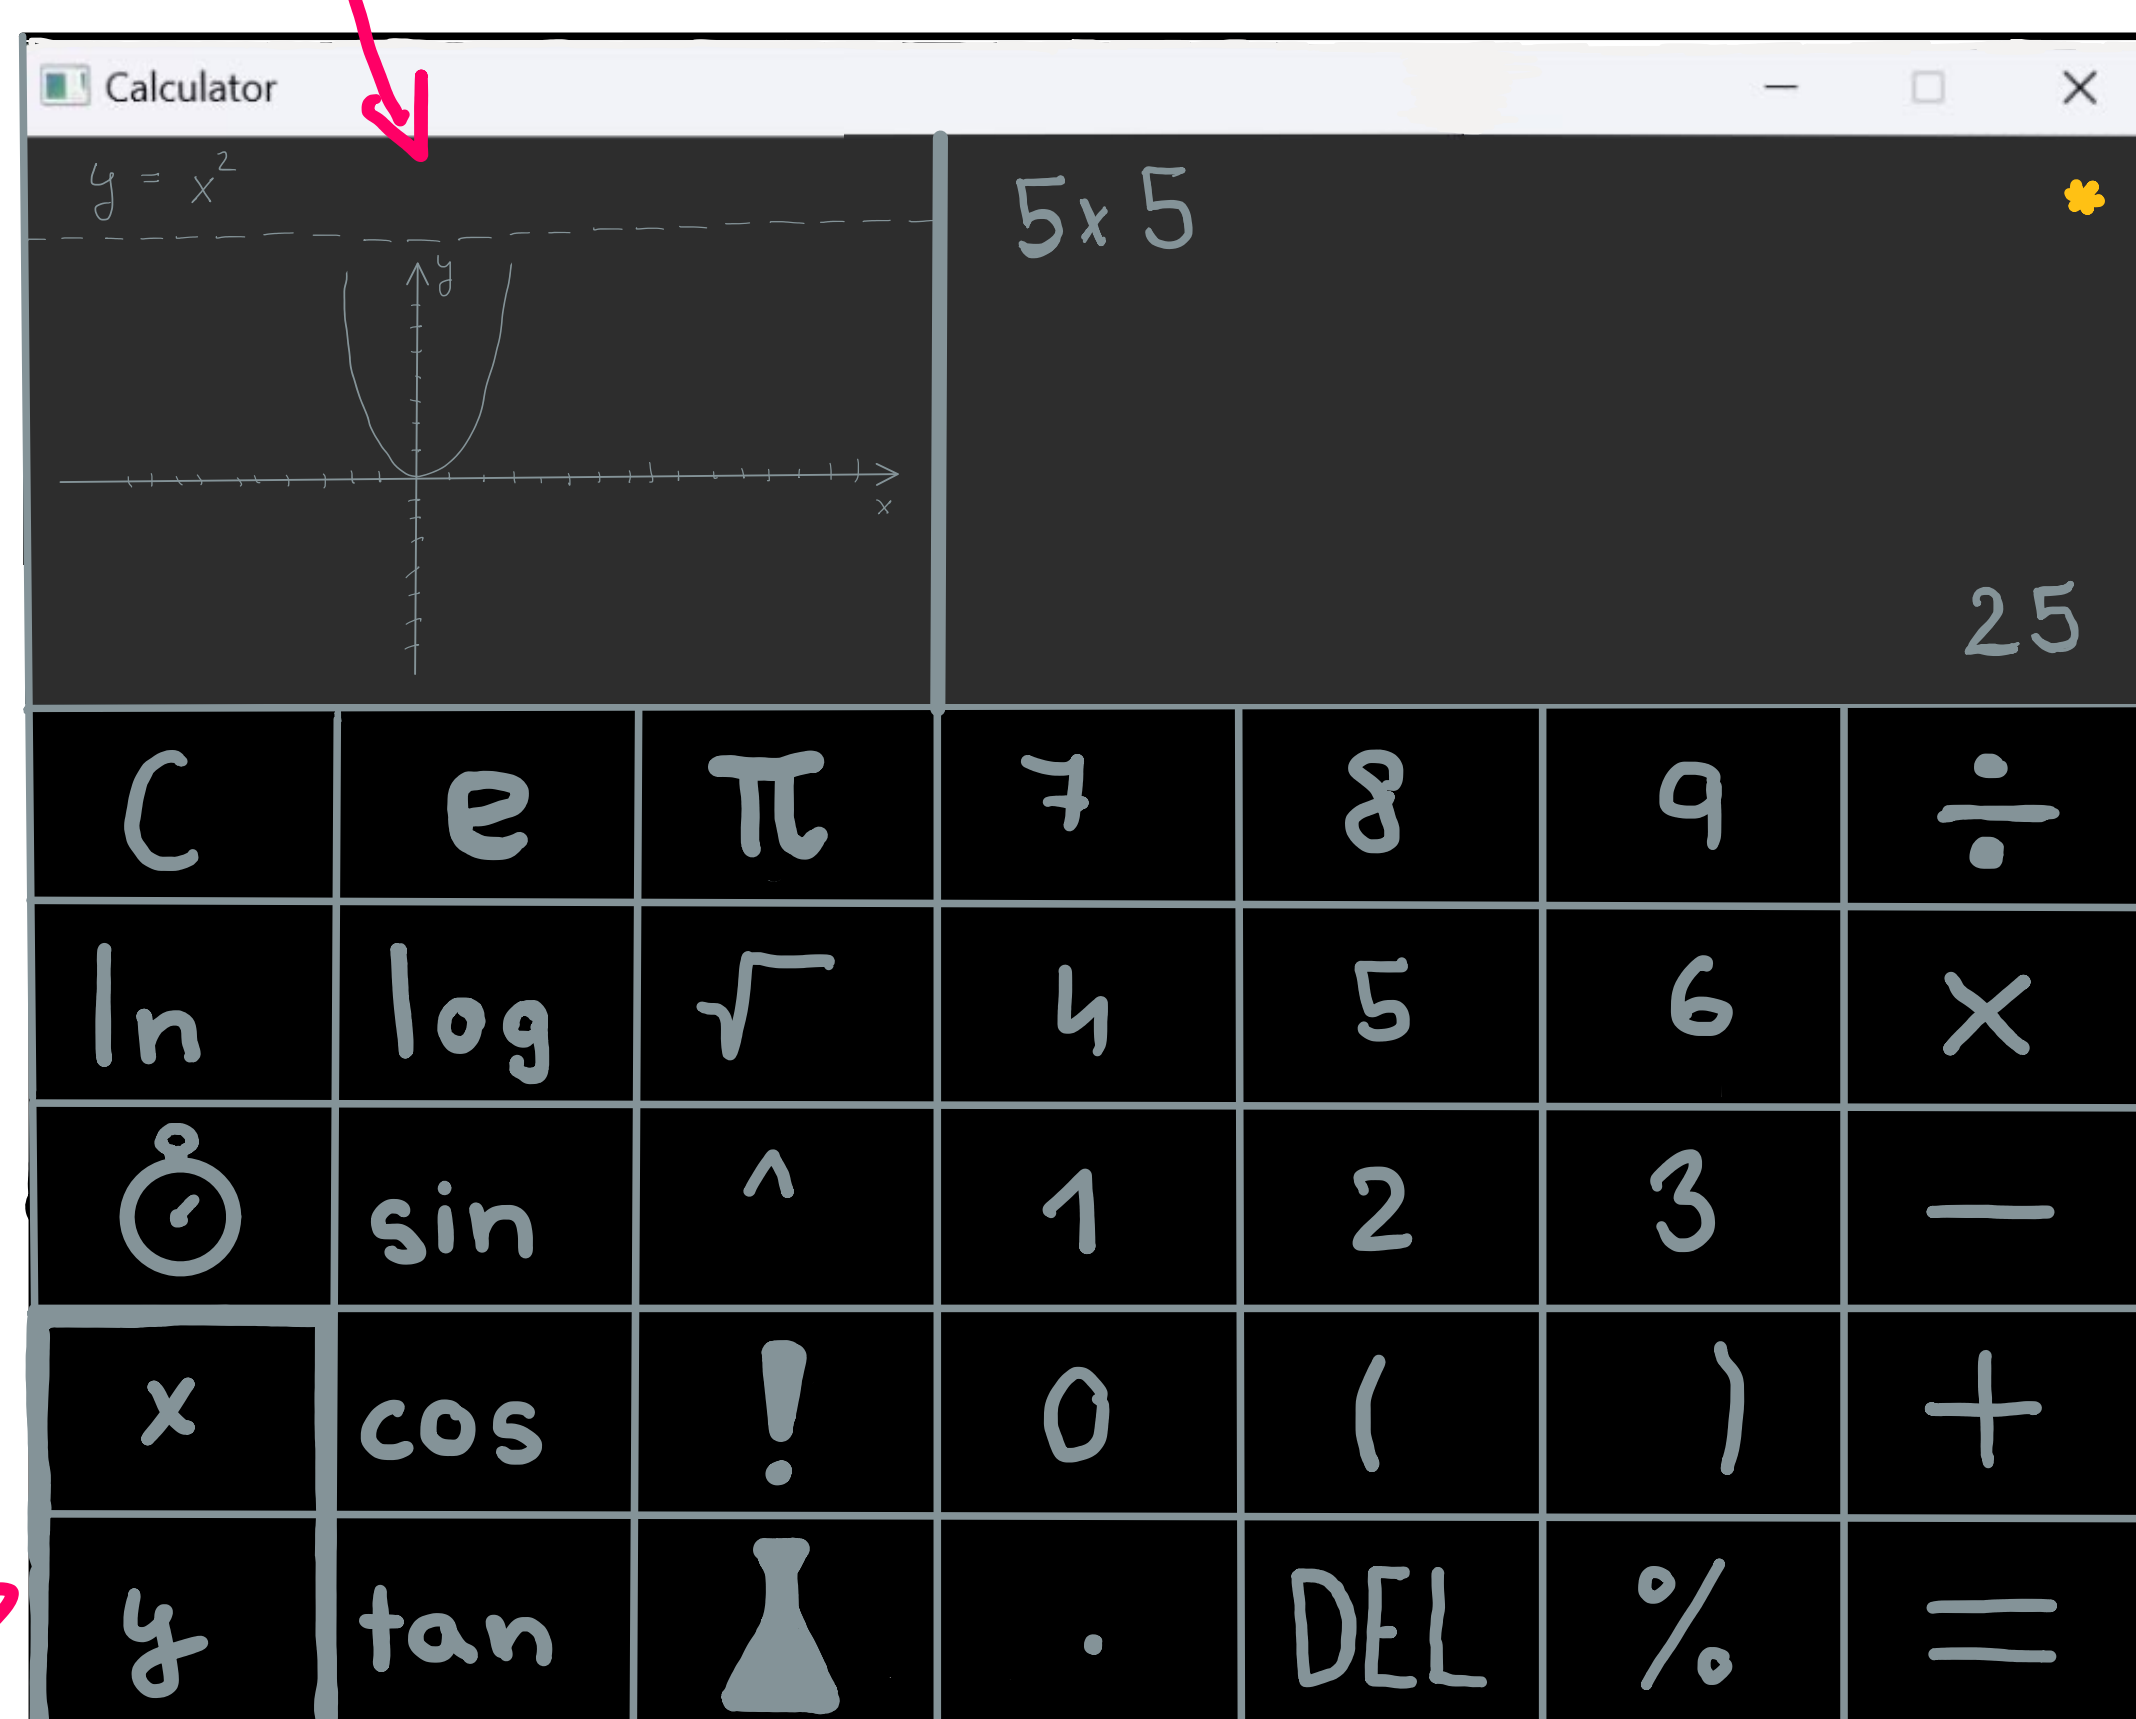 Calculator
y = x²
5x5
y
x
25
C e π 7 8 9 ÷
ln log √ 4 5 6 ×
sin ^ 1 2 3 −
x cos ! 0 ( ) +
y tan . DEL % =